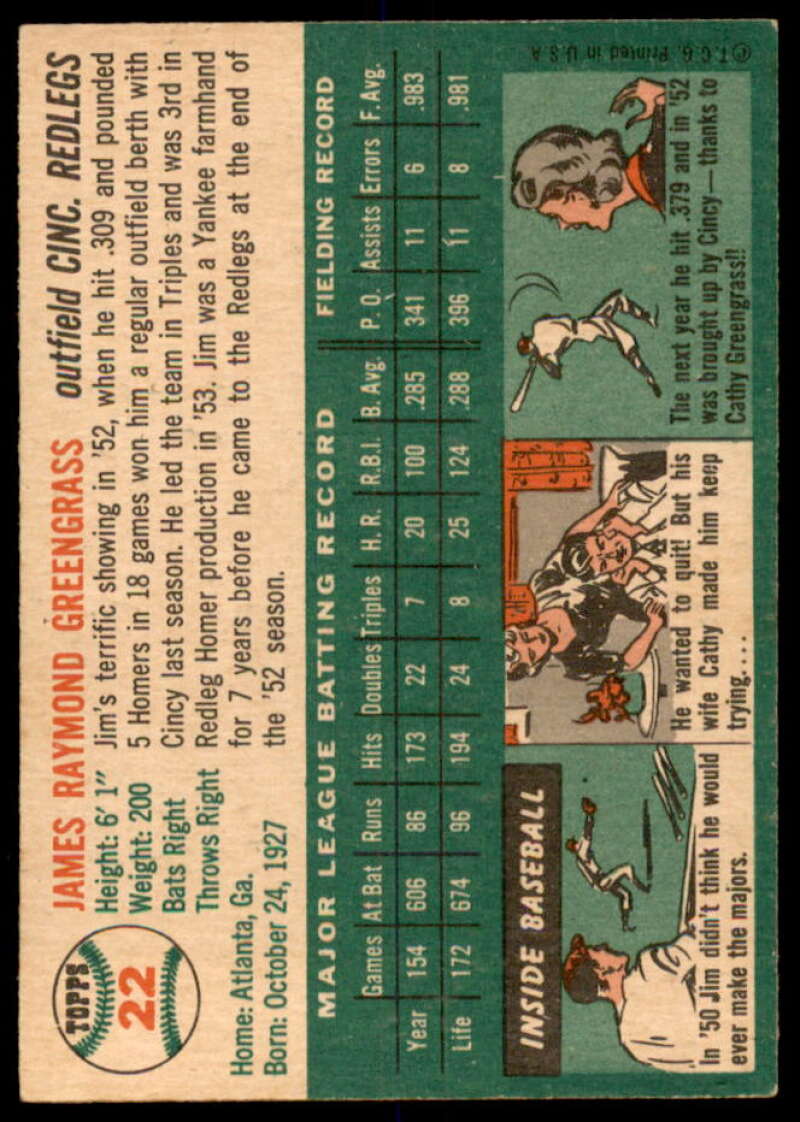 TOPPS
22
JAMES RAYMOND GREENGRASS outfield CINC. REDLEGS
Height: 6' 1"
Weight: 200
Bats Right
Throws Right
Home: Atlanta, Ga.
Born: October 24, 1927
Jim's terrific showing in '52, when he hit .309 and pounded
5 Homers in 18 games won him a regular outfield berth with
Cincy last season. He led the team in Triples and was 3rd in
Redleg Homer production in '53. Jim was a Yankee farmhand
for 7 years before he came to the Redlegs at the end of
the '52 season.
MAJOR LEAGUE BATTING RECORD FIELDING RECORD
Games At Bat Runs Hits Doubles Triples H. R. R.B.I. B. Avg. P. O. Assists Errors F. Avg.
Year 154 606 86 173 22 7 20 100 .285 341 11 6 .983
Life 172 674 96 194 24 8 25 124 .288 396 11 8 .981
INSIDE BASEBALL
In '50 Jim didn't think he would
ever make the majors.
He wanted to quit! But his
wife Cathy made him keep
trying....
The next year he hit .379 and in '52
was brought up by Cincy—thanks to
Cathy Greengrass!!
© T. C. G. Printed in U. S. A